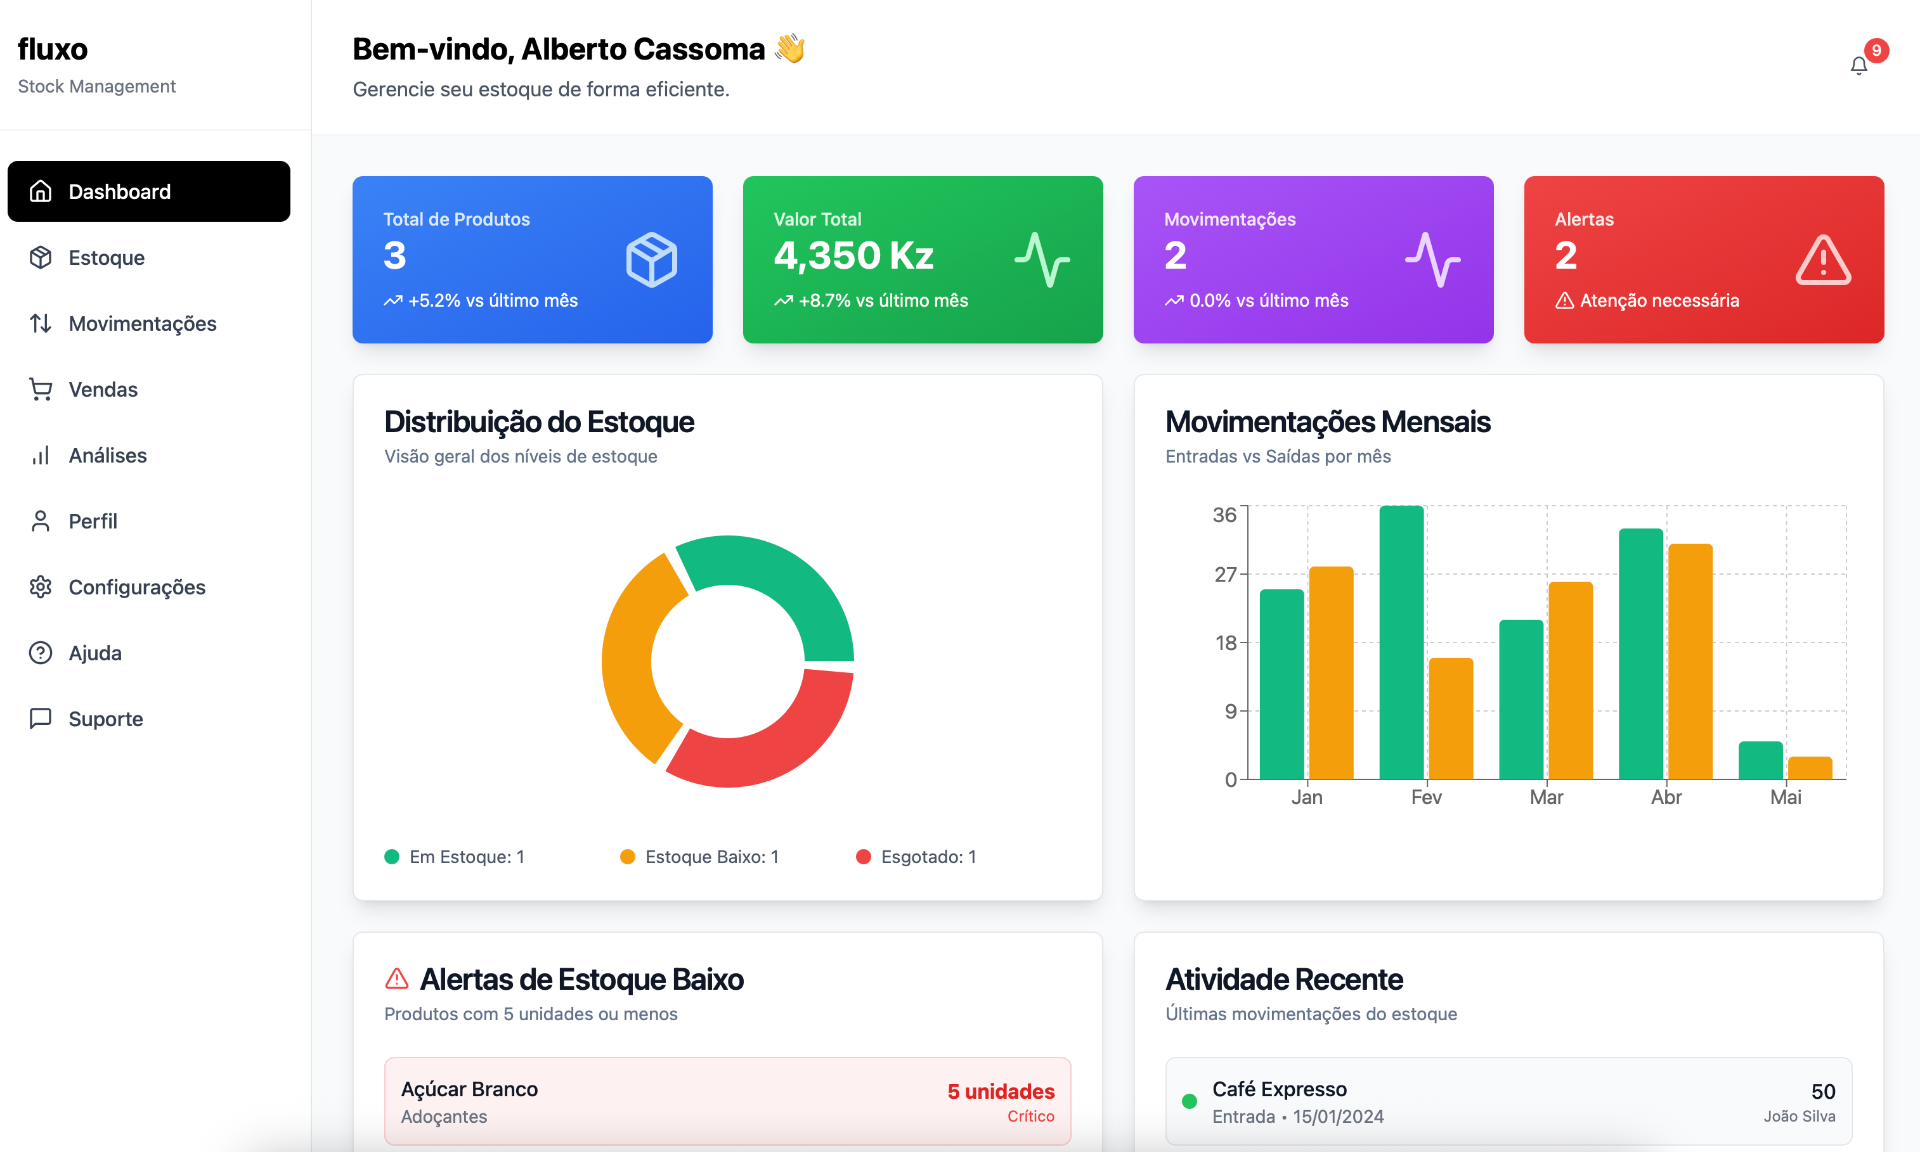 fluxo
Stock Management
Dashboard
Estoque
Movimentações
Vendas
Análises
Perfil
Configurações
Ajuda
Suporte
Bem-vindo, Alberto Cassoma 👋
Gerencie seu estoque de forma eficiente.
9
Total de Produtos
3
+5.2% vs último mês
Valor Total
4,350 Kz
+8.7% vs último mês
Movimentações
2
0.0% vs último mês
Alertas
2
Atenção necessária
Distribuição do Estoque
Visão geral dos níveis de estoque
Em Estoque: 1
Estoque Baixo: 1
Esgotado: 1
Movimentações Mensais
Entradas vs Saídas por mês
36
27
18
9
0
Jan
Fev
Mar
Abr
Mai
Alertas de Estoque Baixo
Produtos com 5 unidades ou menos
Açúcar Branco
Adoçantes
5 unidades
Crítico
Atividade Recente
Últimas movimentações do estoque
Café Expresso
Entrada • 15/01/2024
50
João Silva